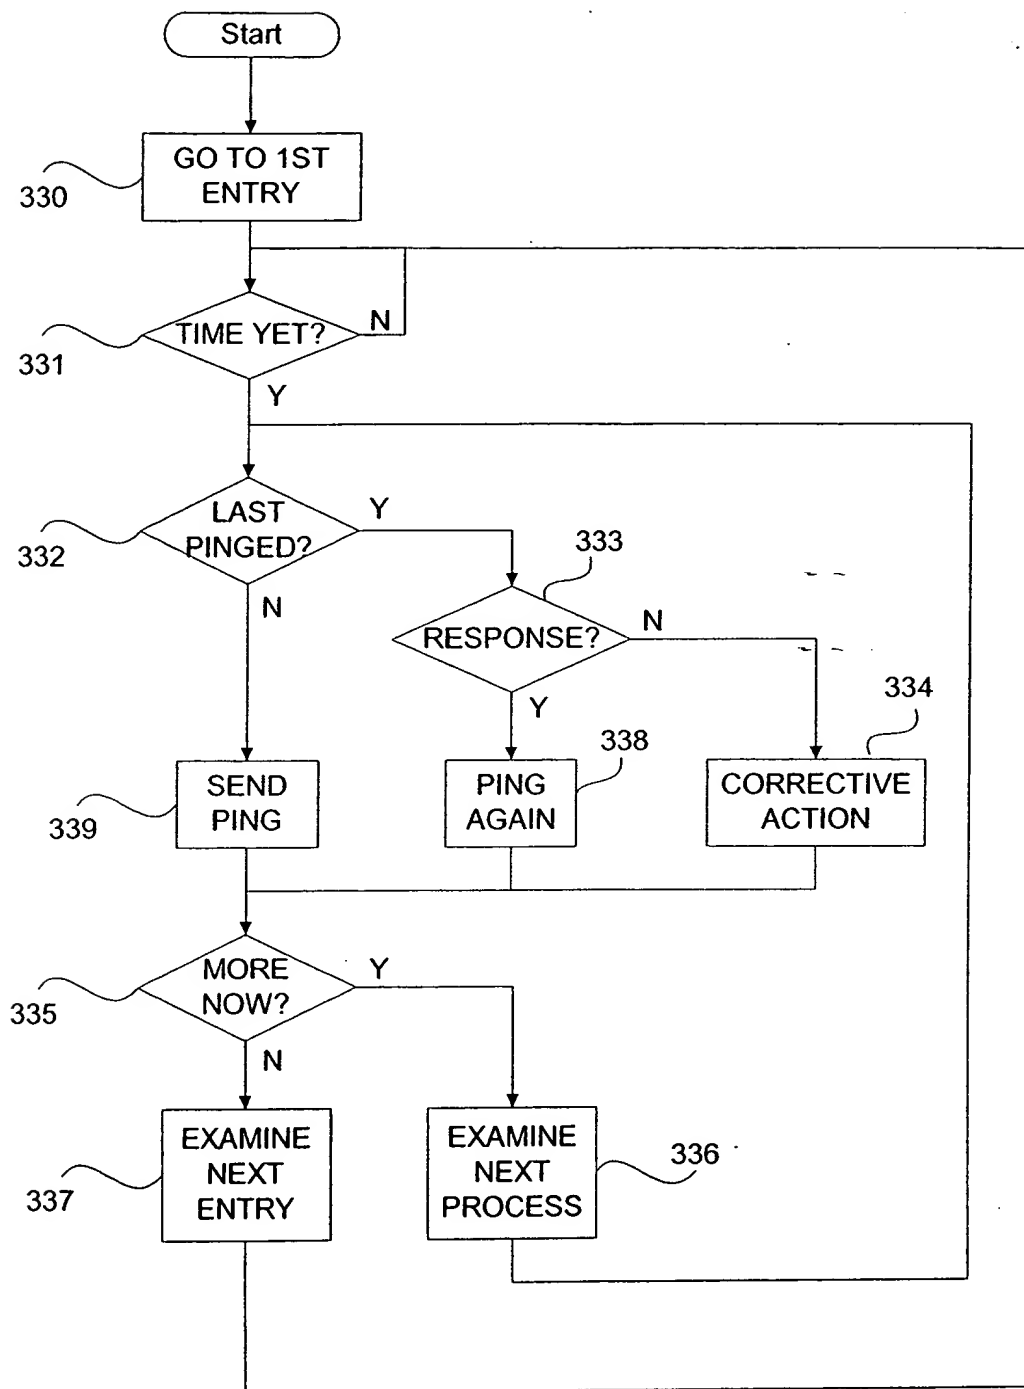 Start
GO TO 1ST
ENTRY
330
TIME YET?
N
331
Y
LAST
PINGED?
Y
332
N
333
RESPONSE?
N
Y
334
338
SEND
PING
339
PING
AGAIN
CORRECTIVE
ACTION
MORE
NOW?
Y
335
N
EXAMINE
NEXT
ENTRY
337
EXAMINE
NEXT
PROCESS
336